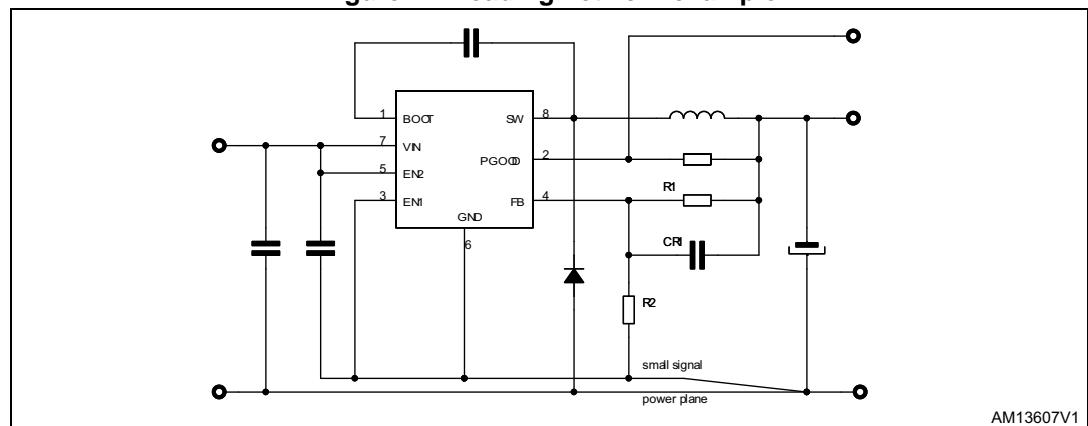 1 BOOT SW 8
7 VIN
PGOOD 2
5 EN2
R1
3 EN1 FB 4
GND
6
CR1
R2
small signal
power plane
AM13607V1